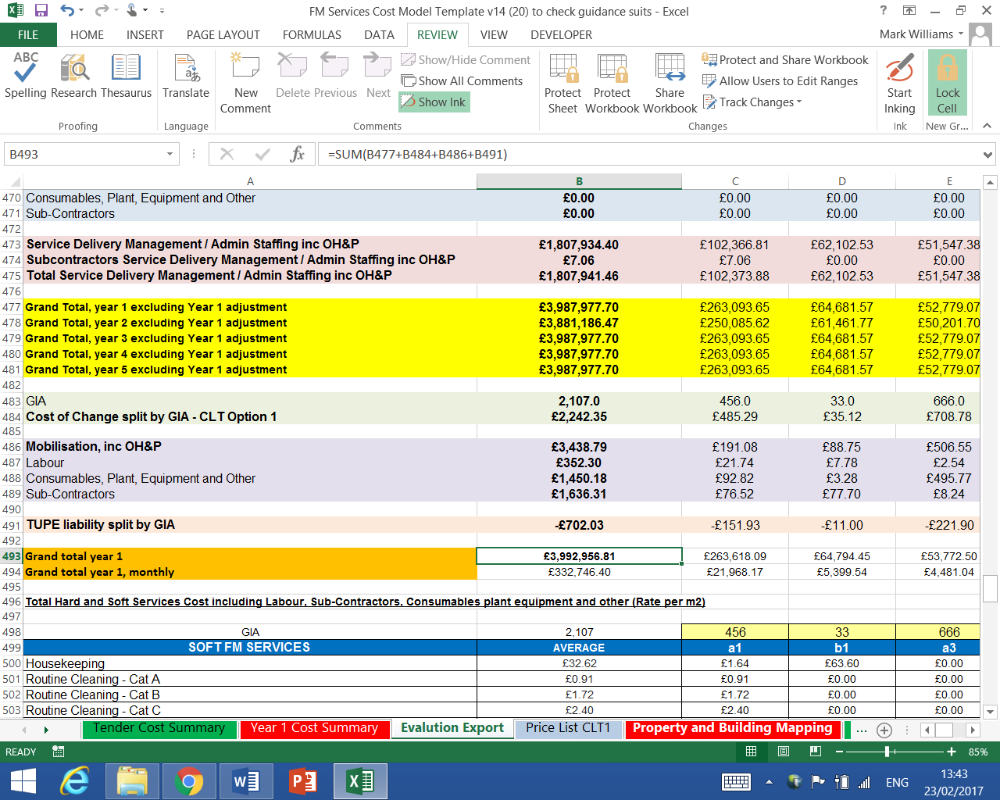 FM Services Cost Model Template v14 (20) to check guidance suits - Excel
FILE HOME INSERT PAGE LAYOUT FORMULAS DATA REVIEW VIEW DEVELOPER Mark Williams
ABC
Spelling Research Thesaurus
Proofing
Translate
Language
New Comment Delete Previous Next
Show/Hide Comment
Show All Comments
Show Ink
Comments
Protect Sheet Protect Workbook Share Workbook
Protect and Share Workbook
Allow Users to Edit Ranges
Track Changes
Changes
Start Inking
Ink
Lock Cell
New Gr...
B493 fx =SUM(B477+B484+B486+B491)
A B C D E
470 Consumables, Plant, Equipment and Other £0.00 £0.00 £0.00 £0.00
471 Sub-Contractors £0.00 £0.00 £0.00 £0.00
472
473 Service Delivery Management / Admin Staffing inc OH&P £1,807,934.40 £102,366.81 £62,102.53 £51,547.38
474 Subcontractors Service Delivery Management / Admin Staffing inc OH&P £7.06 £7.06 £0.00 £0.00
475 Total Service Delivery Management / Admin Staffing inc OH&P £1,807,941.46 £102,373.88 £62,102.53 £51,547.38
476
477 Grand Total, year 1 excluding Year 1 adjustment £3,987,977.70 £263,093.65 £64,681.57 £52,779.07
478 Grand Total, year 2 excluding Year 1 adjustment £3,881,186.47 £250,085.62 £61,461.77 £50,201.70
479 Grand Total, year 3 excluding Year 1 adjustment £3,987,977.70 £263,093.65 £64,681.57 £52,779.07
480 Grand Total, year 4 excluding Year 1 adjustment £3,987,977.70 £263,093.65 £64,681.57 £52,779.07
481 Grand Total, year 5 excluding Year 1 adjustment £3,987,977.70 £263,093.65 £64,681.57 £52,779.07
482
483 GIA 2,107.0 456.0 33.0 666.0
484 Cost of Change split by GIA - CLT Option 1 £2,242.35 £485.29 £35.12 £708.78
485
486 Mobilisation, inc OH&P £3,438.79 £191.08 £88.75 £506.55
487 Labour £352.30 £21.74 £7.78 £2.54
488 Consumables, Plant, Equipment and Other £1,450.18 £92.82 £3.28 £495.77
489 Sub-Contractors £1,636.31 £76.52 £77.70 £8.24
490
491 TUPE liability split by GIA -£702.03 -£151.93 -£11.00 -£221.90
492
493 Grand total year 1 £3,992,956.81 £263,618.09 £64,794.45 £53,772.50
494 Grand total year 1, monthly £332,746.40 £21,968.17 £5,399.54 £4,481.04
495
496 Total Hard and Soft Services Cost including Labour, Sub-Contractors, Consumables plant equipment and other (Rate per m2)
497
498 GIA 2,107 456 33 666
499 SOFT FM SERVICES AVERAGE a1 b1 a3
500 Housekeeping £32.62 £1.64 £63.60 £0.00
501 Routine Cleaning - Cat A £0.91 £0.91 £0.00 £0.00
502 Routine Cleaning - Cat B £1.72 £1.72 £0.00 £0.00
503 Routine Cleaning - Cat C £2.40 £2.40 £0.00 £0.00
Tender Cost Summary Year 1 Cost Summary Evalution Export Price List CLT1 Property and Building Mapping ...
READY 85%
ENG 13:43
23/02/2017